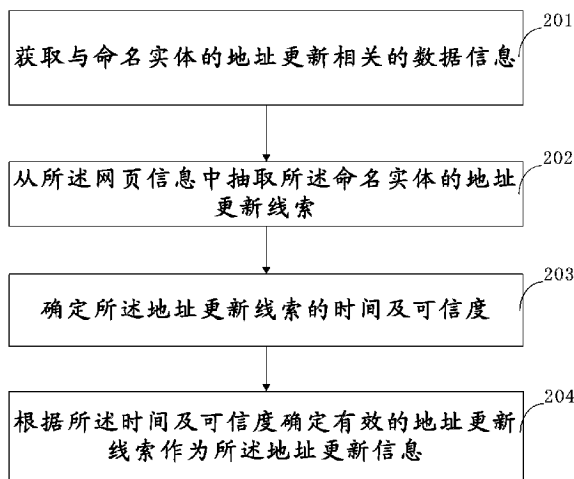 201
获取与命名实体的地址更新相关的数据信息
202
从所述网页信息中抽取所述命名实体的地址
更新线索
203
确定所述地址更新线索的时间及可信度
204
根据所述时间及可信度确定有效的地址更新
线索作为所述地址更新信息